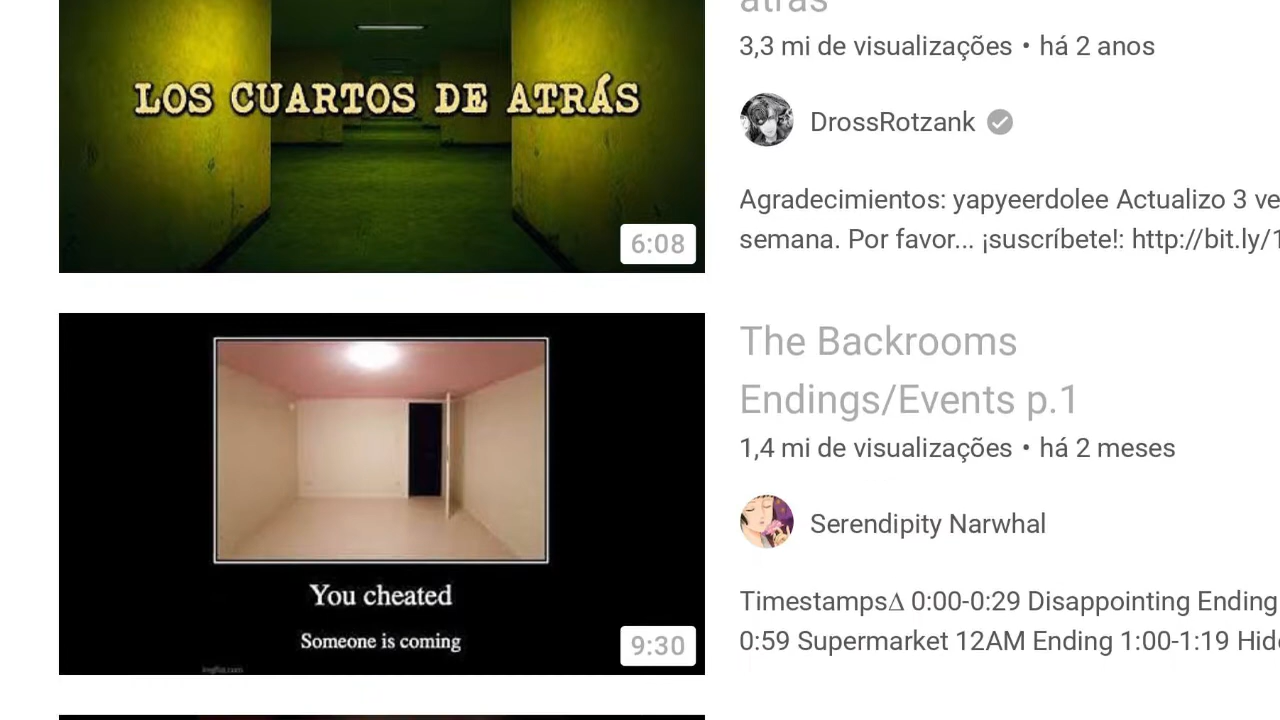 atrás
LOS CUARTOS DE ATRÁS
3,3 mi de visualizações • há 2 anos
DrossRotzank
Agradecimientos: yapyeerdolee Actualizo 3 ve
semana. Por favor... ¡suscríbete!: http://bit.ly/1
6:08
The Backrooms
Endings/Events p.1
1,4 mi de visualizações • há 2 meses
Serendipity Narwhal
Timestamps∆ 0:00-0:29 Disappointing Ending
0:59 Supermarket 12AM Ending 1:00-1:19 Hid
You cheated
Someone is coming
9:30
imgflip.com